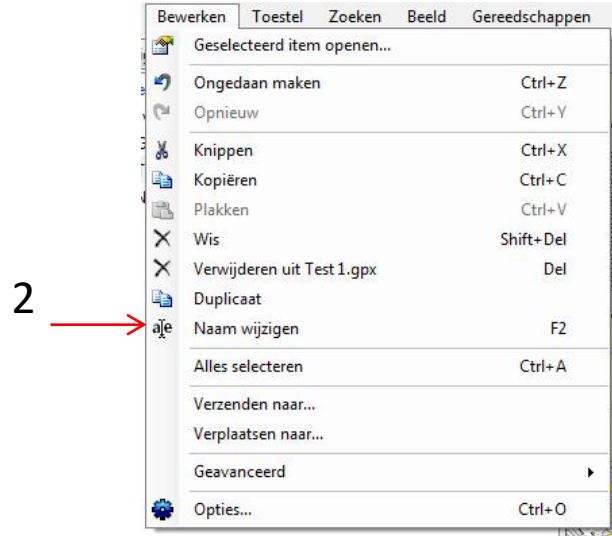 Bewerken Toestel Zoeken Beeld Gereedschappen
Geselecteerd item openen...
Ongedaan maken Ctrl+Z
Opnieuw Ctrl+Y
Knippen Ctrl+X
Kopiëren Ctrl+C
Plakken Ctrl+V
Wis Shift+Del
Verwijderen uit Test 1.gpx Del
Duplicaat
2 a|e Naam wijzigen F2
Alles selecteren Ctrl+A
Verzenden naar...
Verplaatsen naar...
Geavanceerd
Opties... Ctrl+O